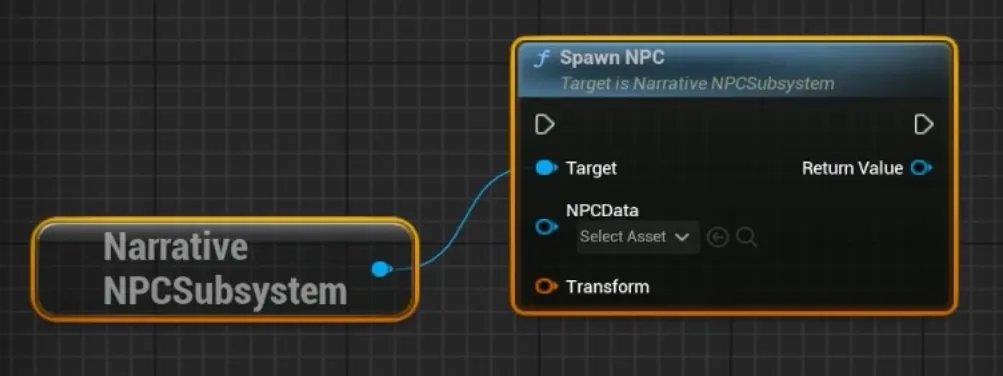 Spawn NPC
Target is Narrative NPCSubsystem
Target
Return Value
NPCData
Select Asset
Transform
Narrative
NPCSubsystem